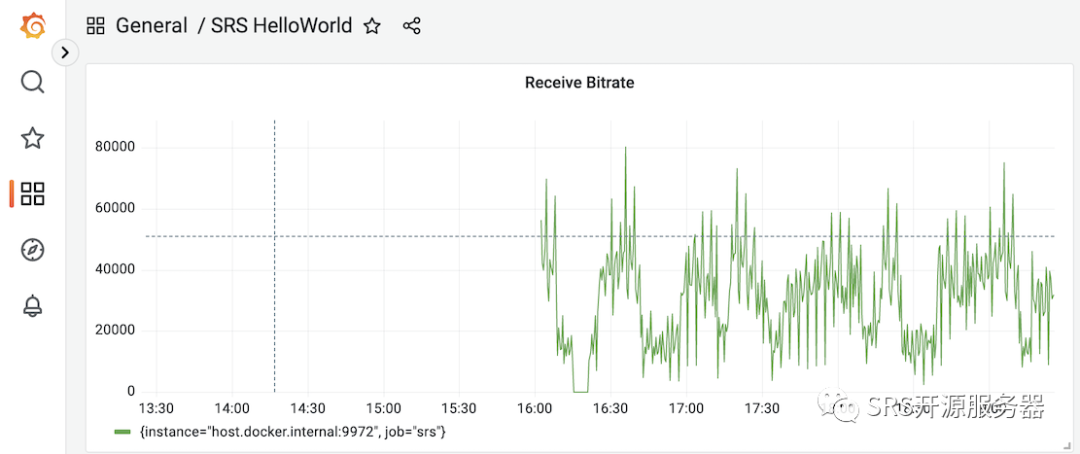 General / SRS HelloWorld
Receive Bitrate
80000
60000
40000
20000
0
13:30 14:00 14:30 15:00 15:30 16:00 16:30 17:00 17:30
SRS开源服务器
{instance="host.docker.internal:9972", job="srs"}